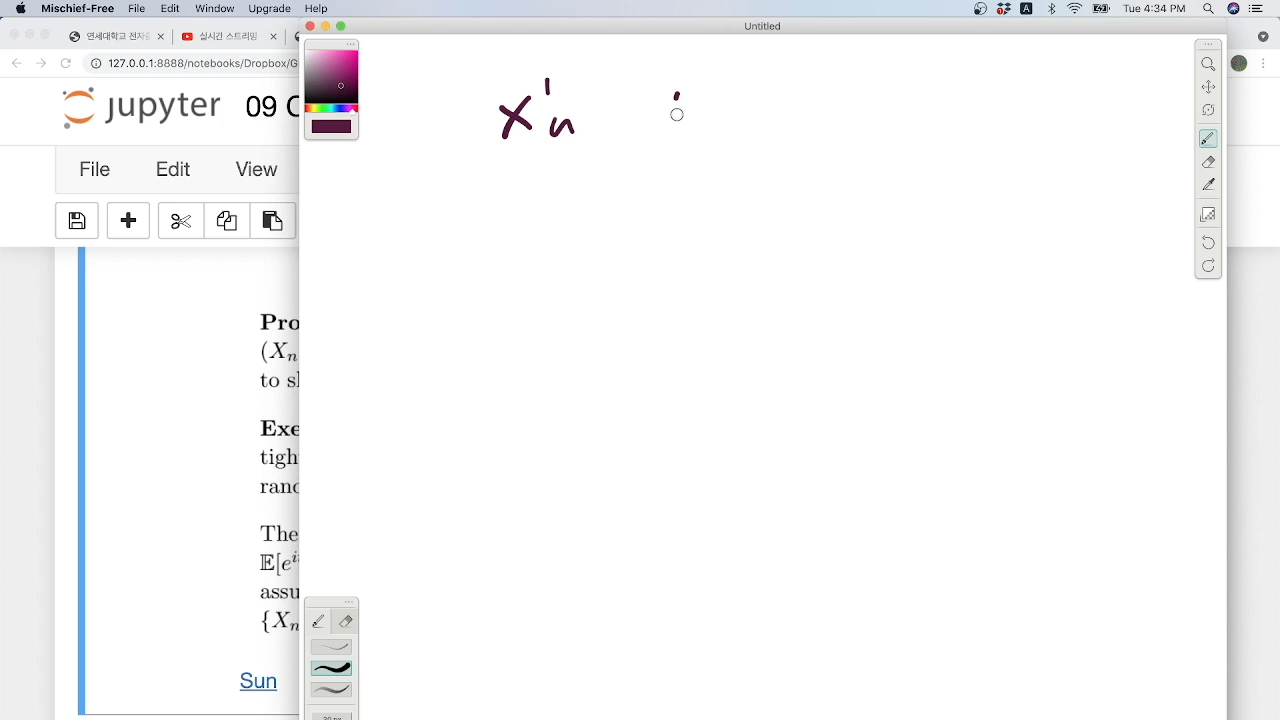 Mischief-Free File Edit Window Upgrade Help Tue 4:34 PM
Untitled
연세대학교 전자 × 실시간 스트리밍 ×
127.0.0.1:8888/notebooks/Dropbox/G
jupyter 09
File Edit View
X'n
Pro
(Xn
to sl
Exe
tigh
rand
The
𝔼[e^i
assu
{Xn
Sun